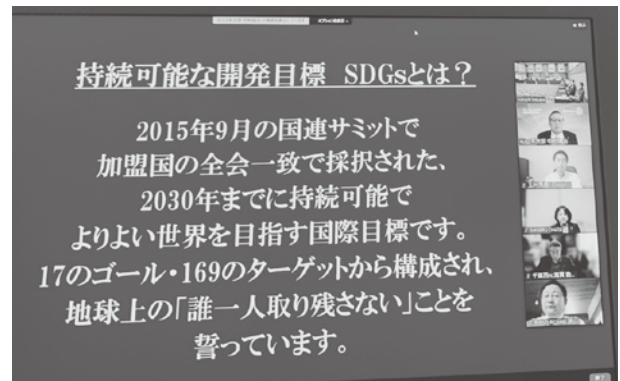 持続可能な開発目標 SDGsとは？
2015年9月の国連サミットで
加盟国の全会一致で採択された、
2030年までに持続可能で
よりよい世界を目指す国際目標です。
17のゴール・169のターゲットから構成され、
地球上の「誰一人取り残さない」ことを
誓っています。